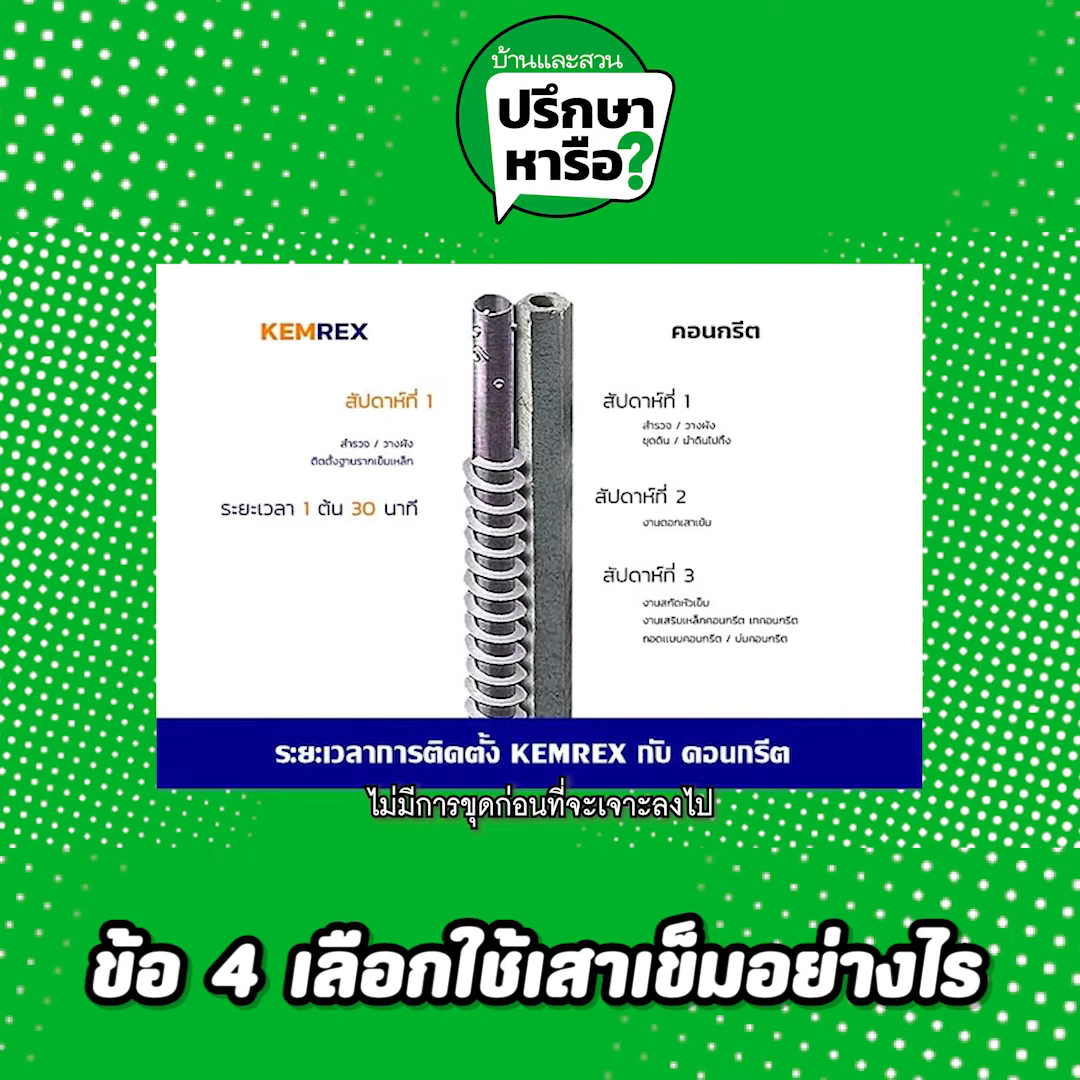 บ้านและสวน
ปรึกษา
หารือ?
KEMREX
คอนกรีต
สัปดาห์ที่ 1
สำรวจ / วางผัง
ติดตั้งฐานรากเข็มเหล็ก
ระยะเวลา 1 ต้น 30 นาที
สัปดาห์ที่ 1
สำรวจ / วางผัง
ขุดดิน / นำดินไปทิ้ง
สัปดาห์ที่ 2
งานตอกเสาเข็ม
สัปดาห์ที่ 3
งานสกัดหัวเข็ม
งานเสริมเหล็กคอนกรีต เทคอนกรีต
ถอดแบบคอนกรีต / บ่มคอนกรีต
ระยะเวลาการติดตั้ง KEMREX กับ คอนกรีต
ไม่มีการขุดก่อนที่จะเจาะลงไป
ข้อ 4 เลือกใช้เสาเข็มอย่างไร